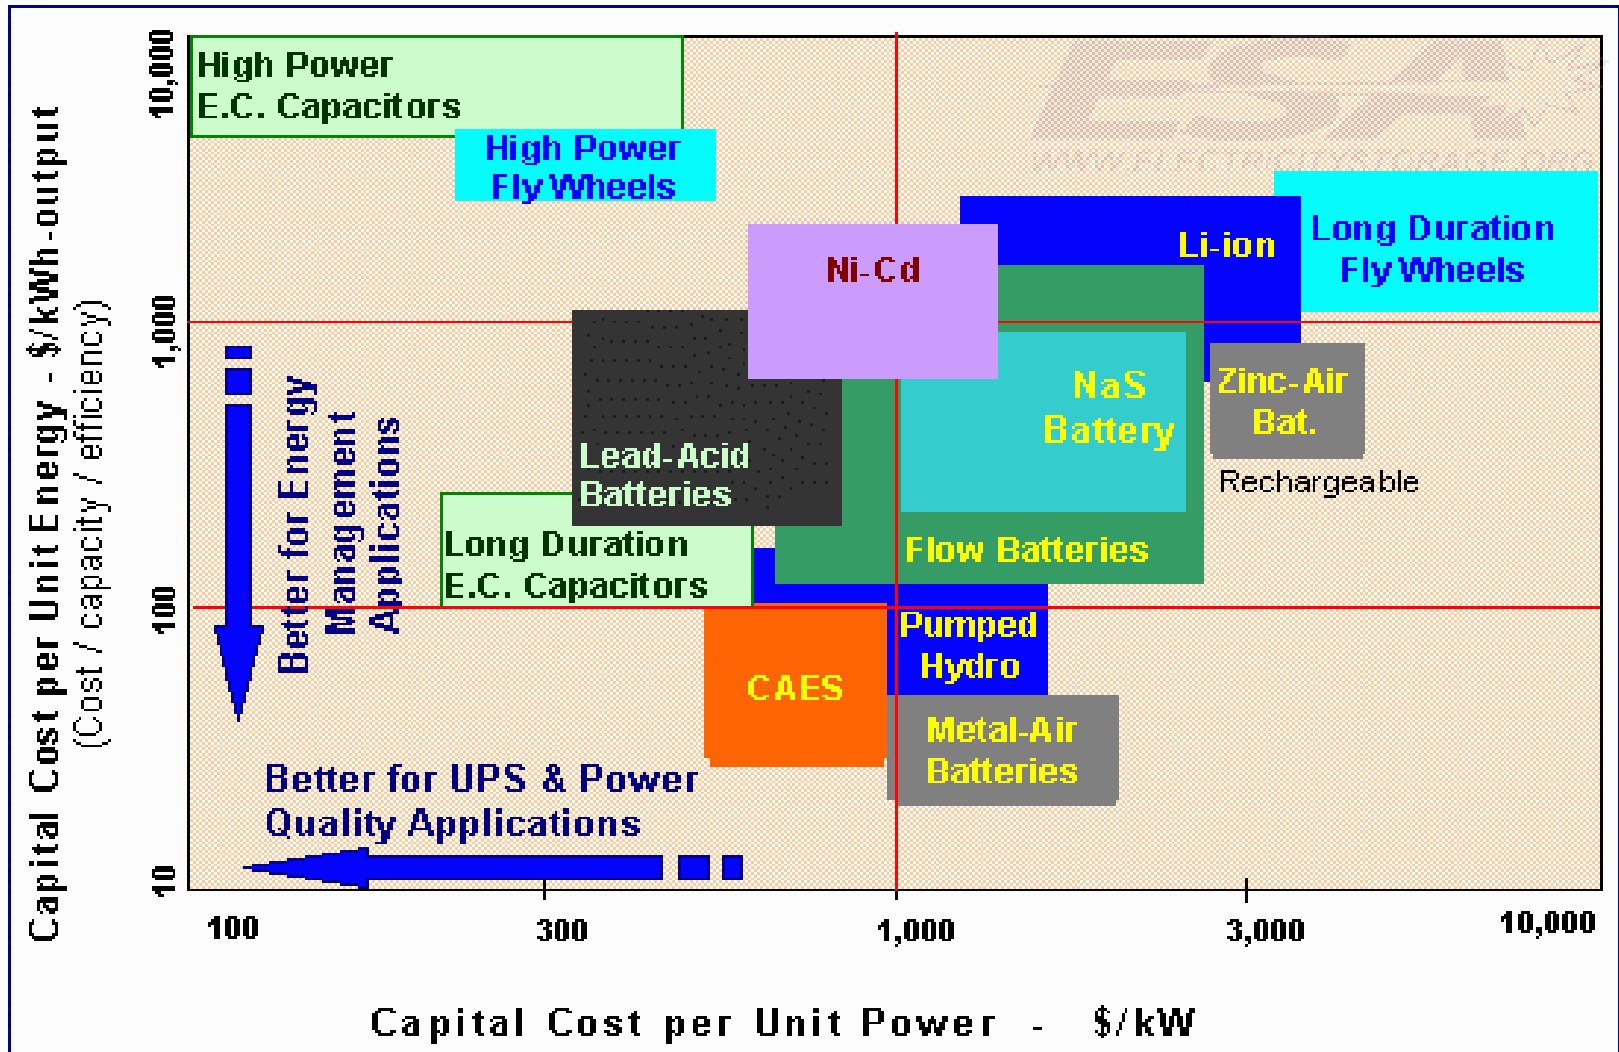 ESA
WWW.ELECTRICITYSTORAGE.ORG
Capital Cost per Unit Energy - $/kWh-output
(Cost / capacity / efficiency)
10,000
1,000
100
10
High Power
E.C. Capacitors
High Power
Fly Wheels
Long Duration
Fly Wheels
Li-ion
Ni-Cd
NaS
Battery
Zinc-Air
Bat.
Rechargeable
Lead-Acid
Batteries
Flow Batteries
Long Duration
E.C. Capacitors
Pumped
Hydro
CAES
Metal-Air
Batteries
Better for Energy
Management
Applications
Better for UPS & Power
Quality Applications
100
300
1,000
3,000
10,000
Capital Cost per Unit Power - $/kW